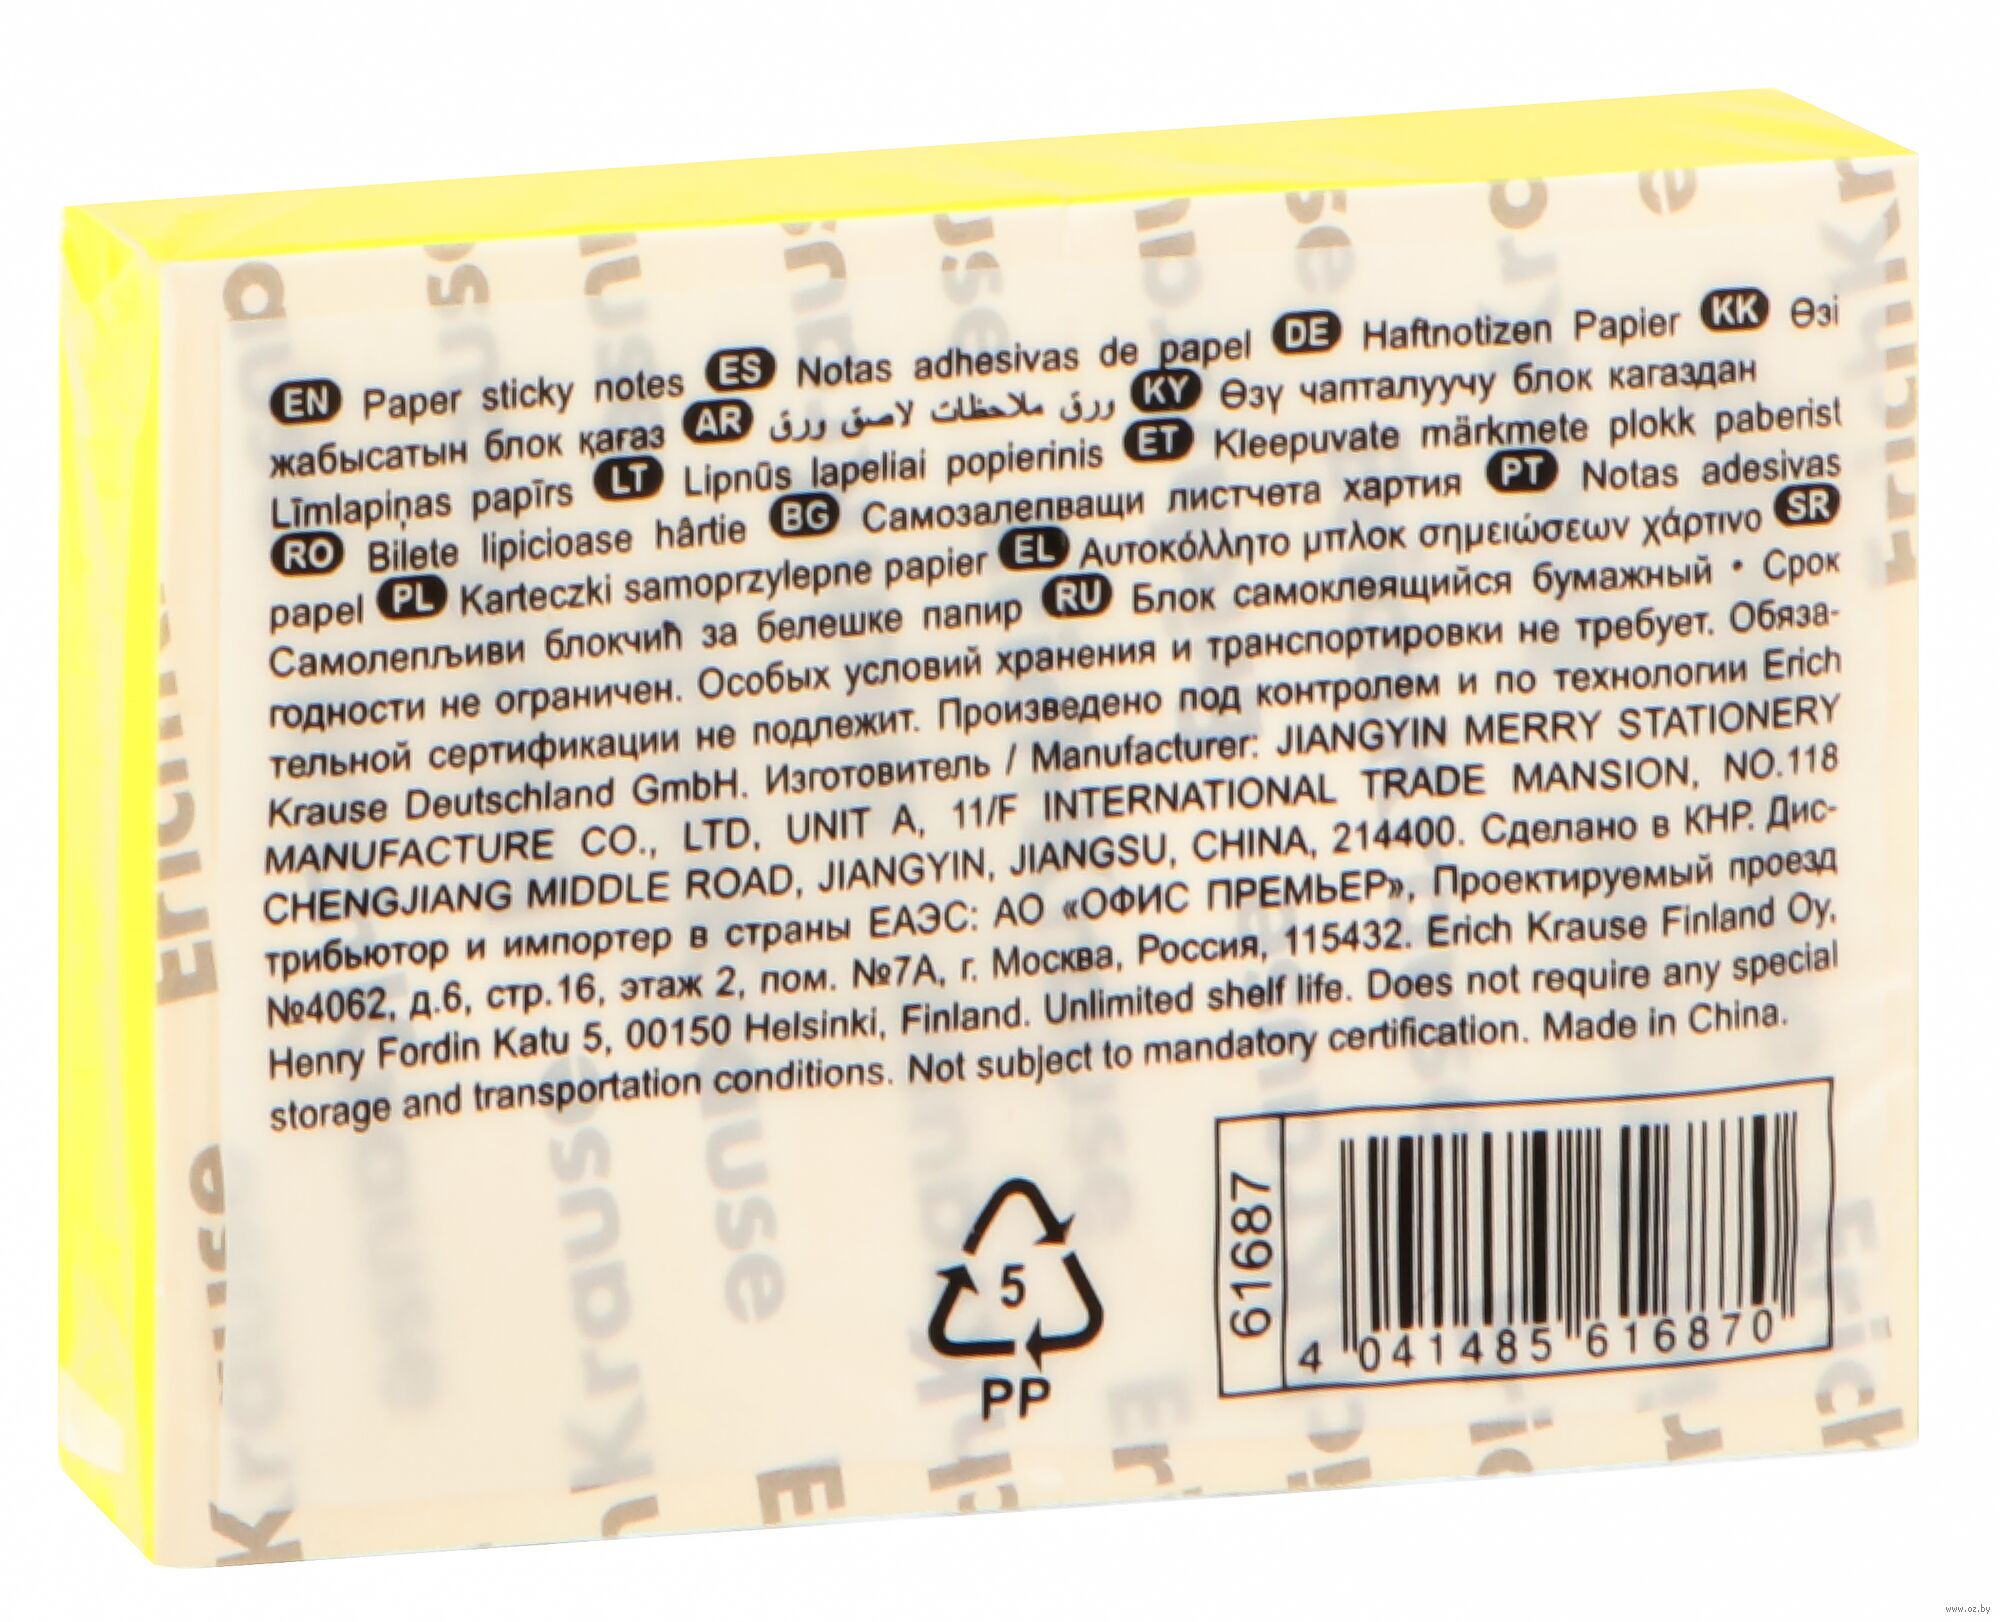 EN Paper sticky notes ES Notas adhesivas de papel DE Haftnotizen Papier KK Өзі
жабысатын блок қағаз AR ورق ملاحظات لاصق ورق KY Өзү чапталуучу блок кагаздан
Līmlapiņas papīrs LT Lipnūs lapeliai popierinis ET Kleepuvate märkmete plokk paberist
RO Bilete lipicioase hârtie BG Самозалепващи листчета хартия PT Notas adesivas
papel PL Karteczki samoprzylepne papier EL Αυτοκόλλητο μπλοκ σημειώσεων χάρτινο SR
Самолепљиви блокчић за белешке папир RU Блок самоклеящийся бумажный • Срок
годности не ограничен. Особых условий хранения и транспортировки не требует. Обяза-
тельной сертификации не подлежит. Произведено под контролем и по технологии Erich
Krause Deutschland GmbH. Изготовитель / Manufacturer: JIANGYIN MERRY STATIONERY
MANUFACTURE CO., LTD, UNIT A, 11/F INTERNATIONAL TRADE MANSION, NO.118
CHENGJIANG MIDDLE ROAD, JIANGYIN, JIANGSU, CHINA, 214400. Сделано в КНР. Дис-
трибьютор и импортер в страны ЕАЭС: АО «ОФИС ПРЕМЬЕР», Проектируемый проезд
№4062, д.6, стр.16, этаж 2, пом. №7А, г. Москва, Россия, 115432. Erich Krause Finland Oy,
Henry Fordin Katu 5, 00150 Helsinki, Finland. Unlimited shelf life. Does not require any special
storage and transportation conditions. Not subject to mandatory certification. Made in China.
5
PP
61687
4 041485 616870
www.oz.by